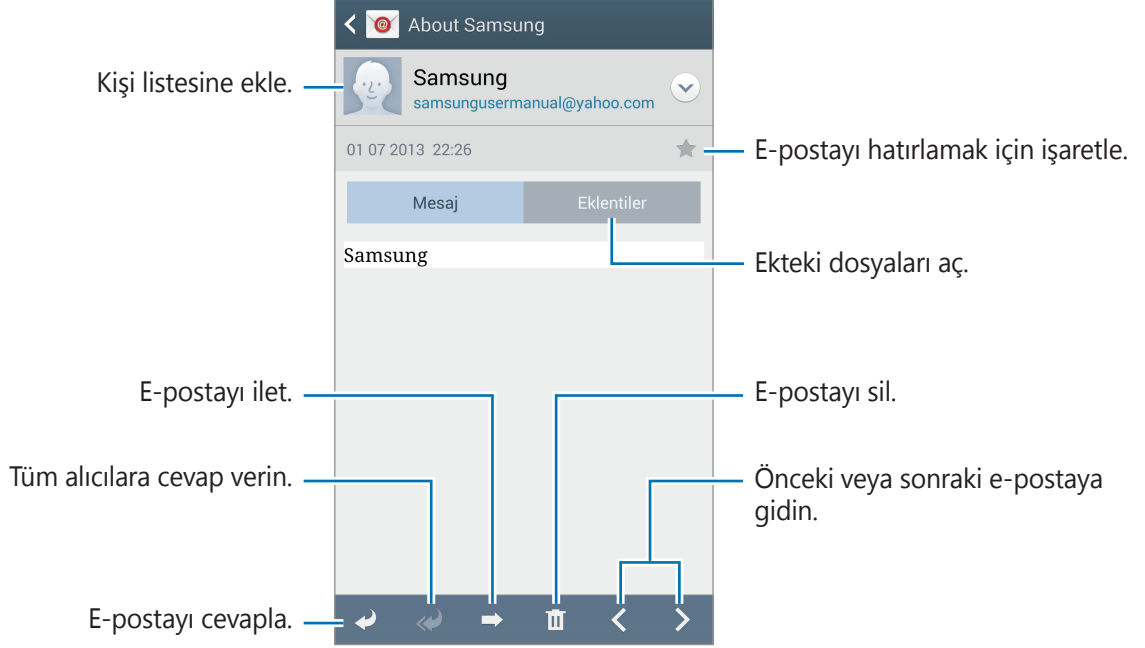 About Samsung
Kişi listesine ekle.
Samsung
samsungusermanual@yahoo.com
01 07 2013 22:26
E-postayı hatırlamak için işaretle.
Mesaj
Eklentiler
Samsung
Ekteki dosyaları aç.
E-postayı ilet.
E-postayı sil.
Tüm alıcılara cevap verin.
Önceki veya sonraki e-postaya
gidin.
E-postayı cevapla.